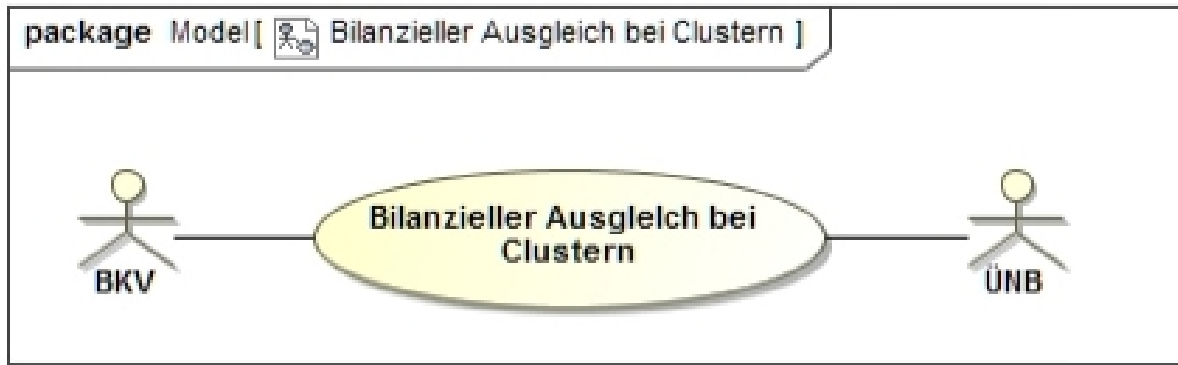 package Model [ Bilanzieller Ausgleich bei Clustern ]
Bilanzieller Ausgleich bei
Clustern
BKV
ÜNB